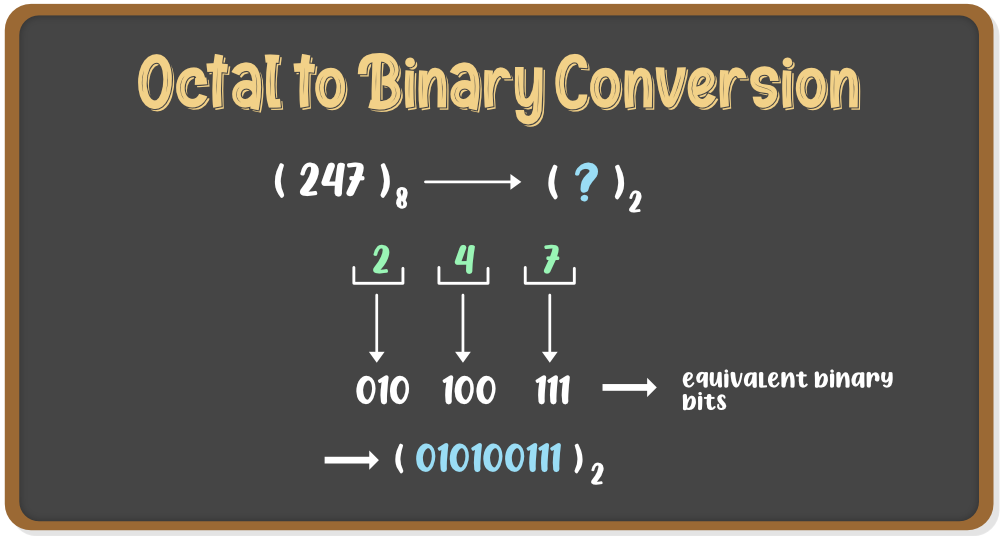 Octal to Binary Conversion
( 247 )8 ( ? )2
2 4 7
010 100 111 equivalent binary
bits
( 010100111 )2